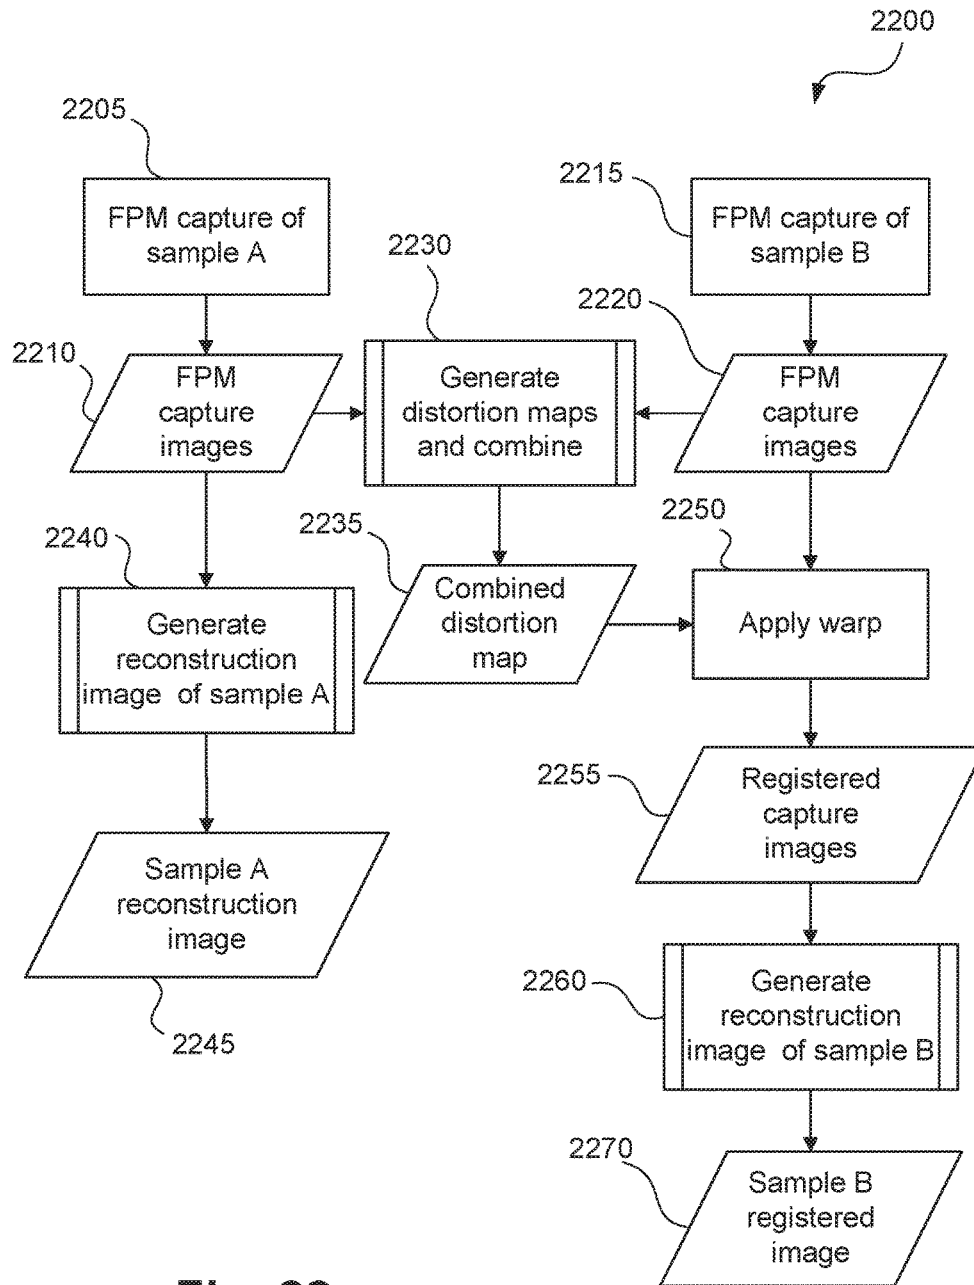 2200
2205
FPM capture of
sample A
2215
FPM capture of
sample B
2230
2210
FPM
capture
images
Generate
distortion maps
and combine
2220
FPM
capture
images
2240
Generate
reconstruction
image of sample A
2235
Combined
distortion
map
2250
Apply warp
2255
Registered
capture
images
Sample A
reconstruction
image
2245
2260
Generate
reconstruction
image of sample B
2270
Sample B
registered
image